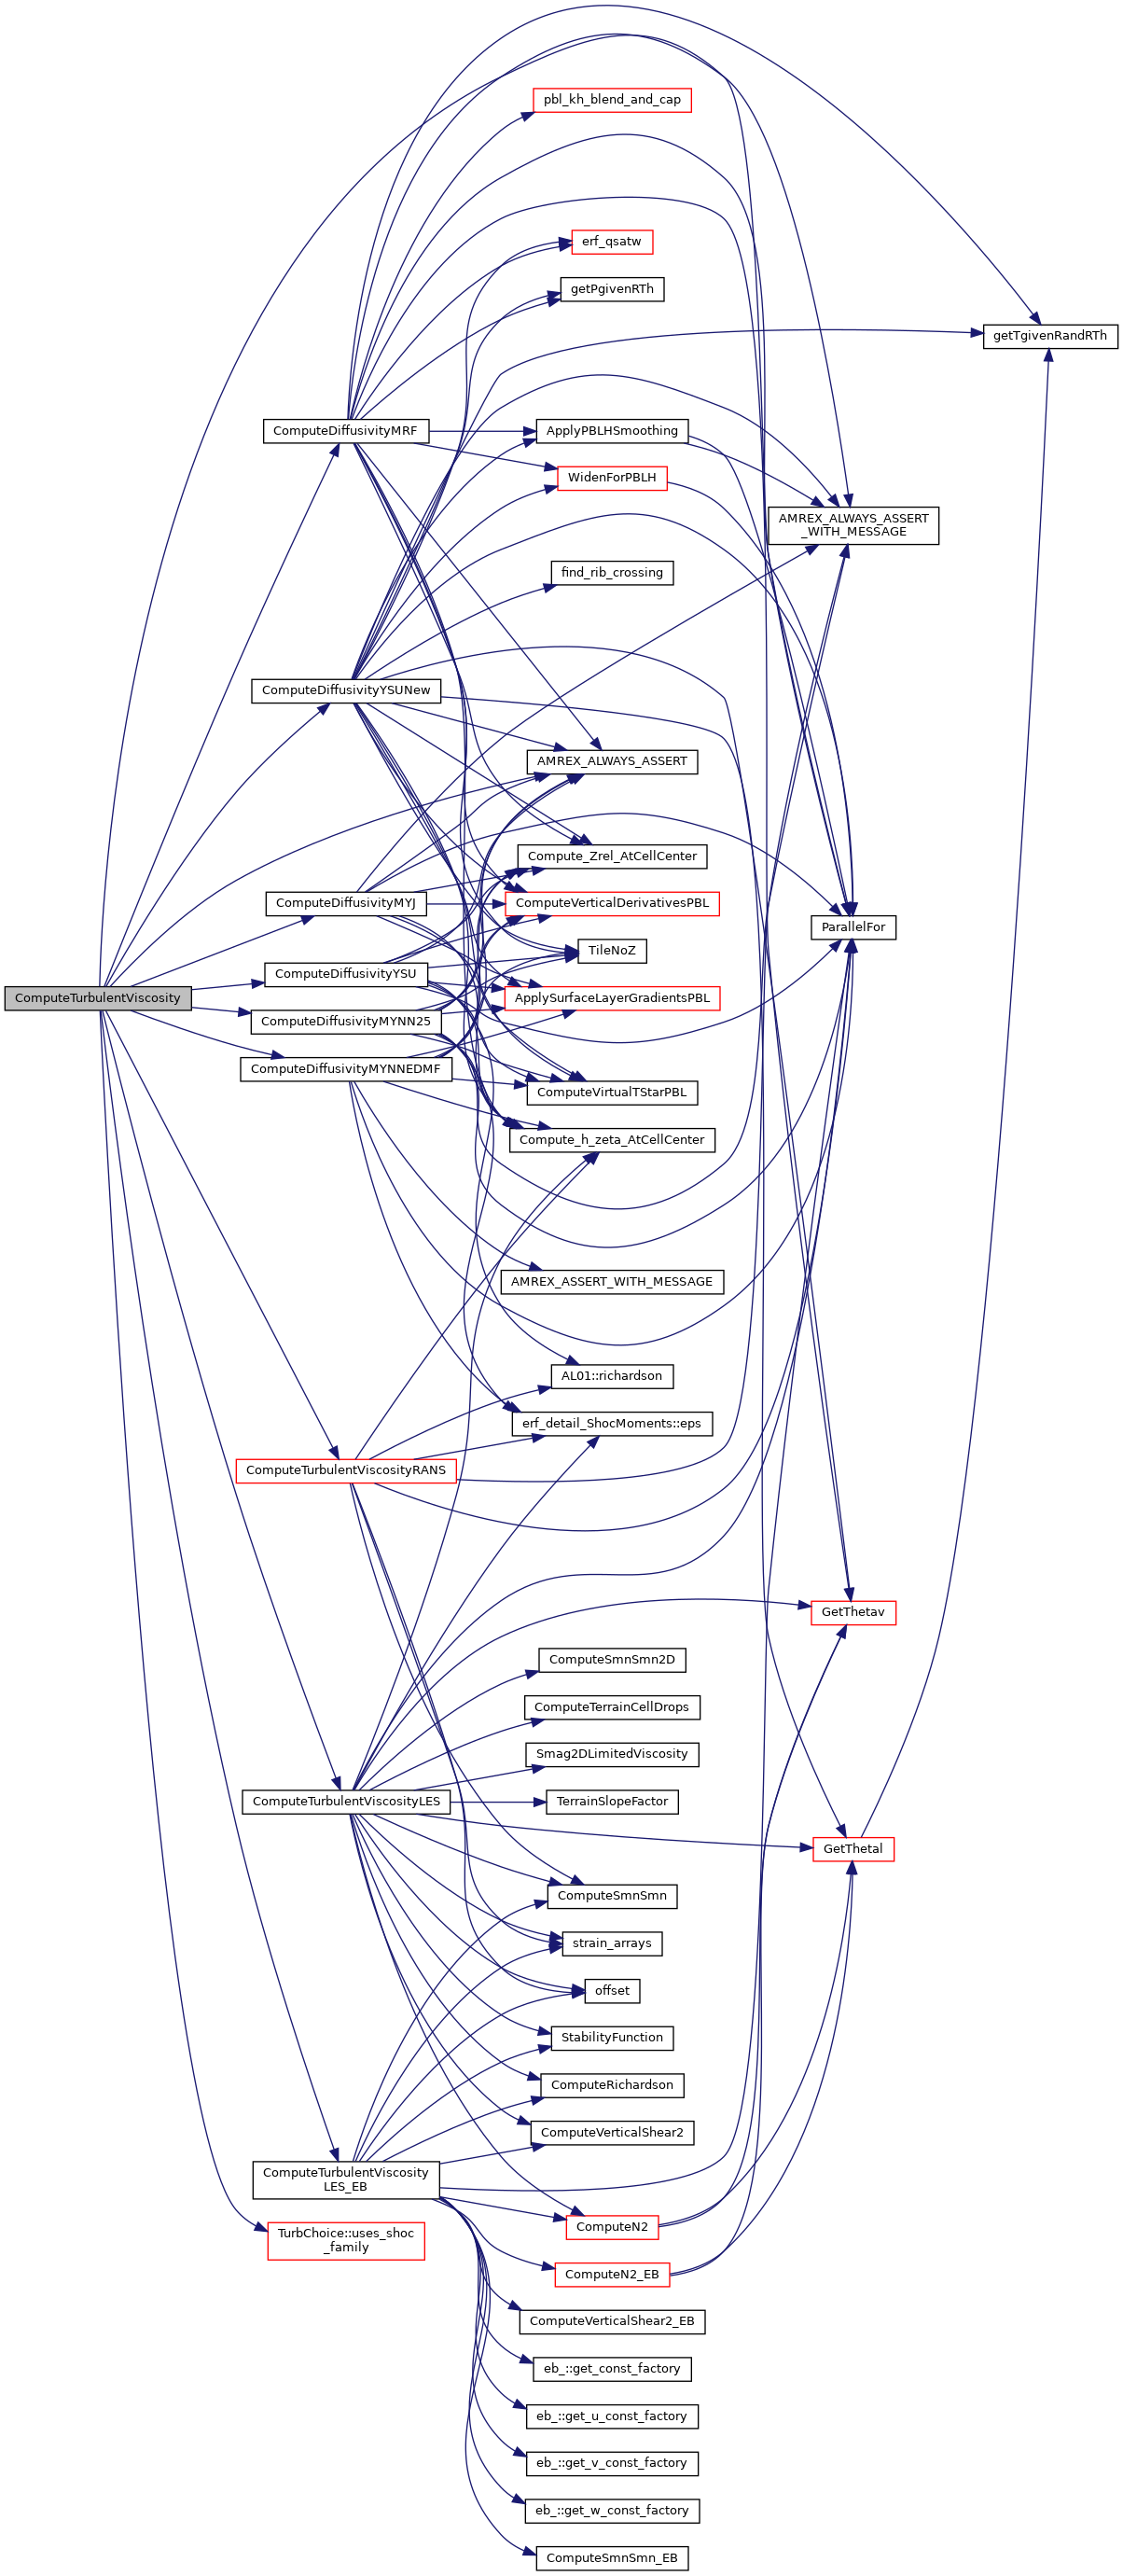 pbl_kh_blend_and_cap
erf_qsatw
getPgivenRTh
getTgivenRandRTh
ComputeDiffusivityMRF
ApplyPBLHSmoothing
WidenForPBLH
AMREX_ALWAYS_ASSERT
_WITH_MESSAGE
find_rib_crossing
ComputeDiffusivityYSUNew
AMREX_ALWAYS_ASSERT
Compute_Zrel_AtCellCenter
ComputeDiffusivityMYJ
ComputeVerticalDerivativesPBL
ParallelFor
TileNoZ
ComputeDiffusivityYSU
ComputeTurbulentViscosity
ApplySurfaceLayerGradientsPBL
ComputeDiffusivityMYNN25
ComputeDiffusivityMYNNEDMF
ComputeVirtualTStarPBL
Compute_h_zeta_AtCellCenter
AMREX_ASSERT_WITH_MESSAGE
AL01::richardson
erf_detail_ShocMoments::eps
ComputeTurbulentViscosityRANS
GetThetav
ComputeSmnSmn2D
ComputeTerrainCellDrops
Smag2DLimitedViscosity
ComputeTurbulentViscosityLES
TerrainSlopeFactor
GetThetal
ComputeSmnSmn
strain_arrays
offset
StabilityFunction
ComputeRichardson
ComputeVerticalShear2
ComputeTurbulentViscosity
LES_EB
ComputeN2
TurbChoice::uses_shoc
_family
ComputeN2_EB
ComputeVerticalShear2_EB
eb_::get_const_factory
eb_::get_u_const_factory
eb_::get_v_const_factory
eb_::get_w_const_factory
ComputeSmnSmn_EB